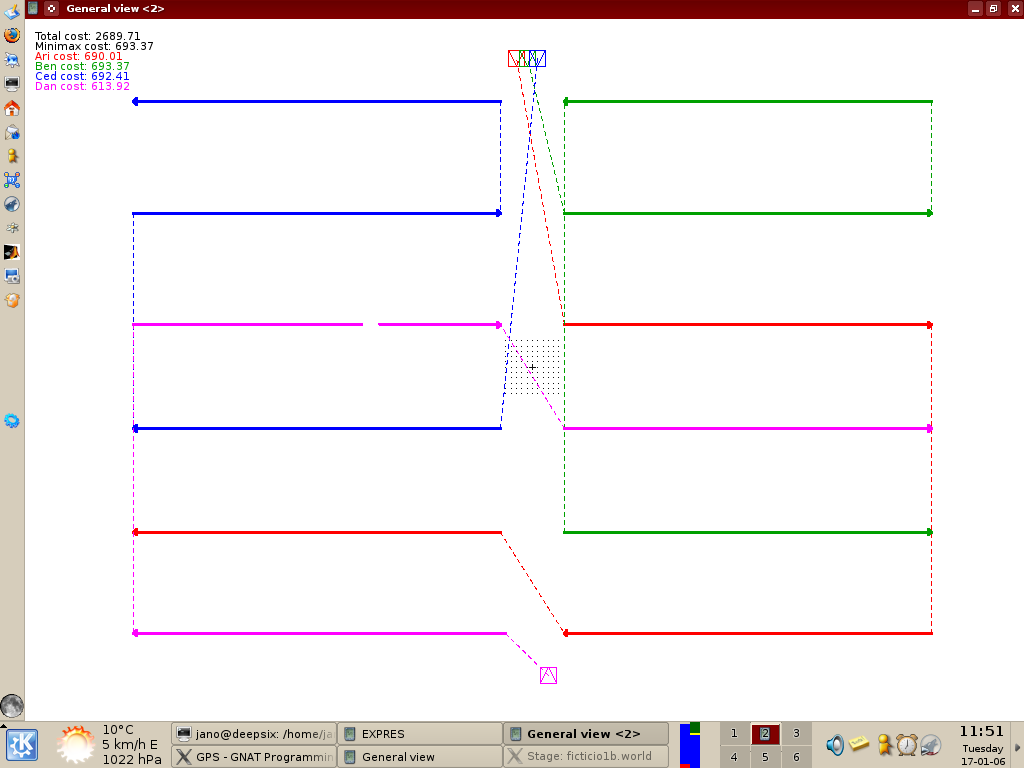 General view <2>
Total cost: 2689.71
Minimax cost: 693.37
Ari cost: 690.01
Ben cost: 693.37
Ced cost: 692.41
Dan cost: 613.92
10°C
5 km/h E
1022 hPa
jano@deepsix: /home/ja
EXPRES
General view <2>
GPS - GNAT Programmin
General view
Stage: ficticio1b.world
1 2 3
4 5 6
11:51
Tuesday
17-01-06